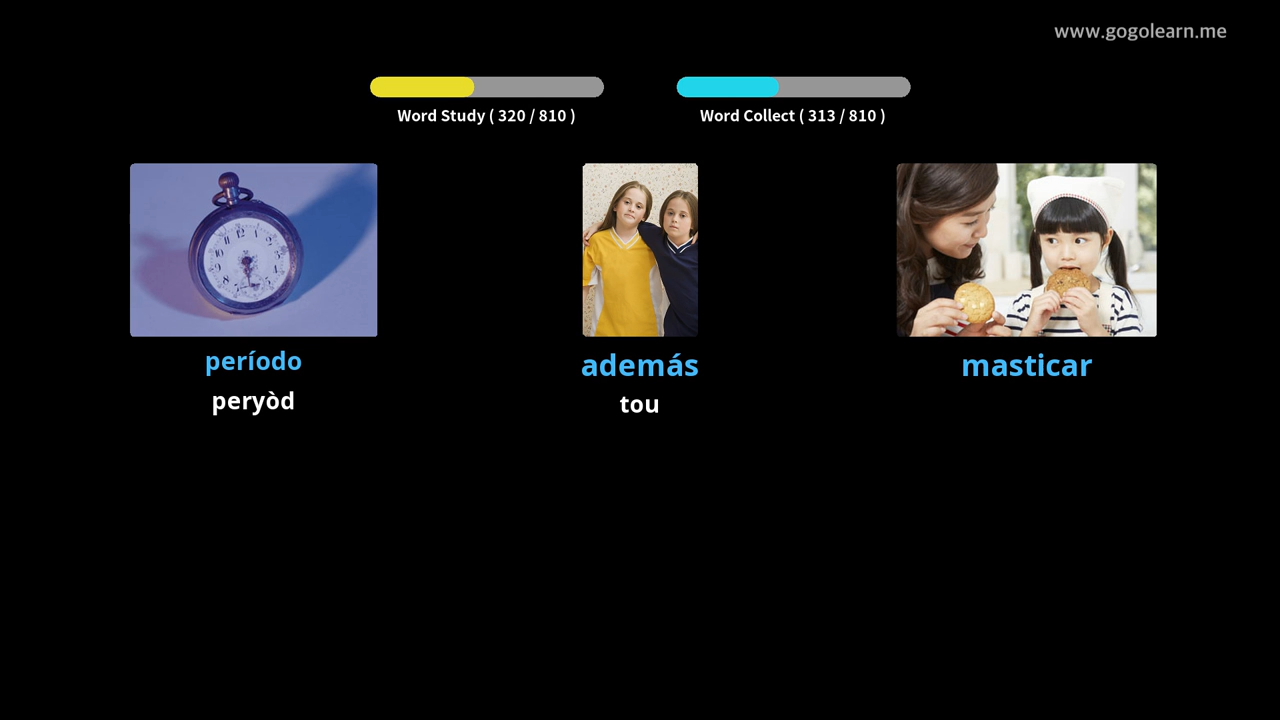 www.gogolearn.me
Word Study ( 320 / 810 )
Word Collect ( 313 / 810 )
período
peryòd
además
tou
masticar